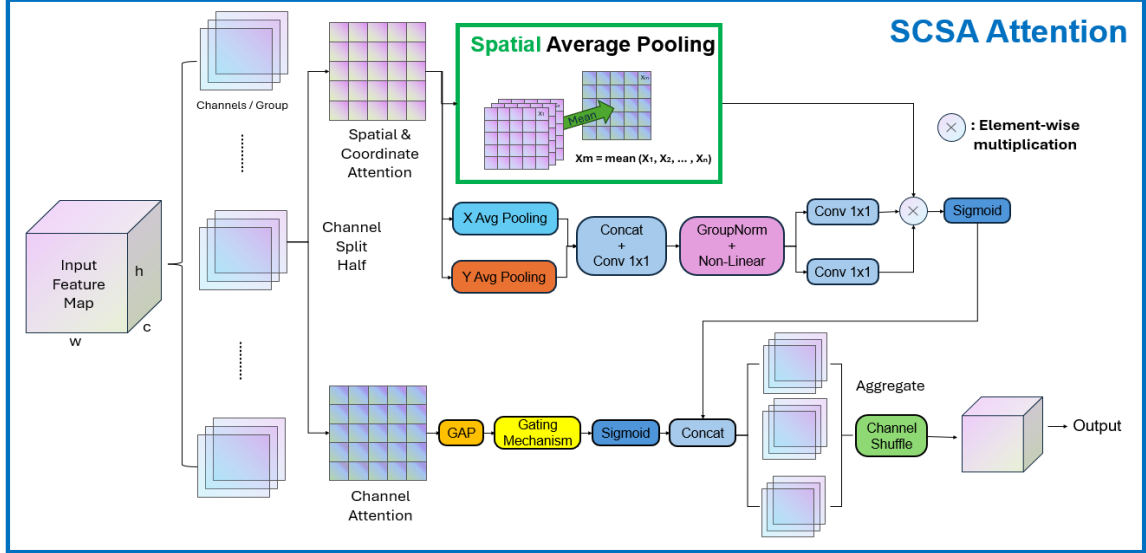 SCSA Attention
Spatial Average Pooling
X₁
Mean
Xₘ
Xm = mean (X₁, X₂, ... , Xₙ)
× : Element-wise
multiplication
Channels / Group
Spatial &
Coordinate
Attention
Channel
Split
Half
X Avg Pooling
Y Avg Pooling
Concat
+
Conv 1x1
GroupNorm
+
Non-Linear
Conv 1x1
Conv 1x1
×
Sigmoid
Input
Feature
Map
h
c
w
Channel
Attention
GAP
Gating
Mechanism
Sigmoid
Concat
Aggregate
Channel
Shuffle
Output